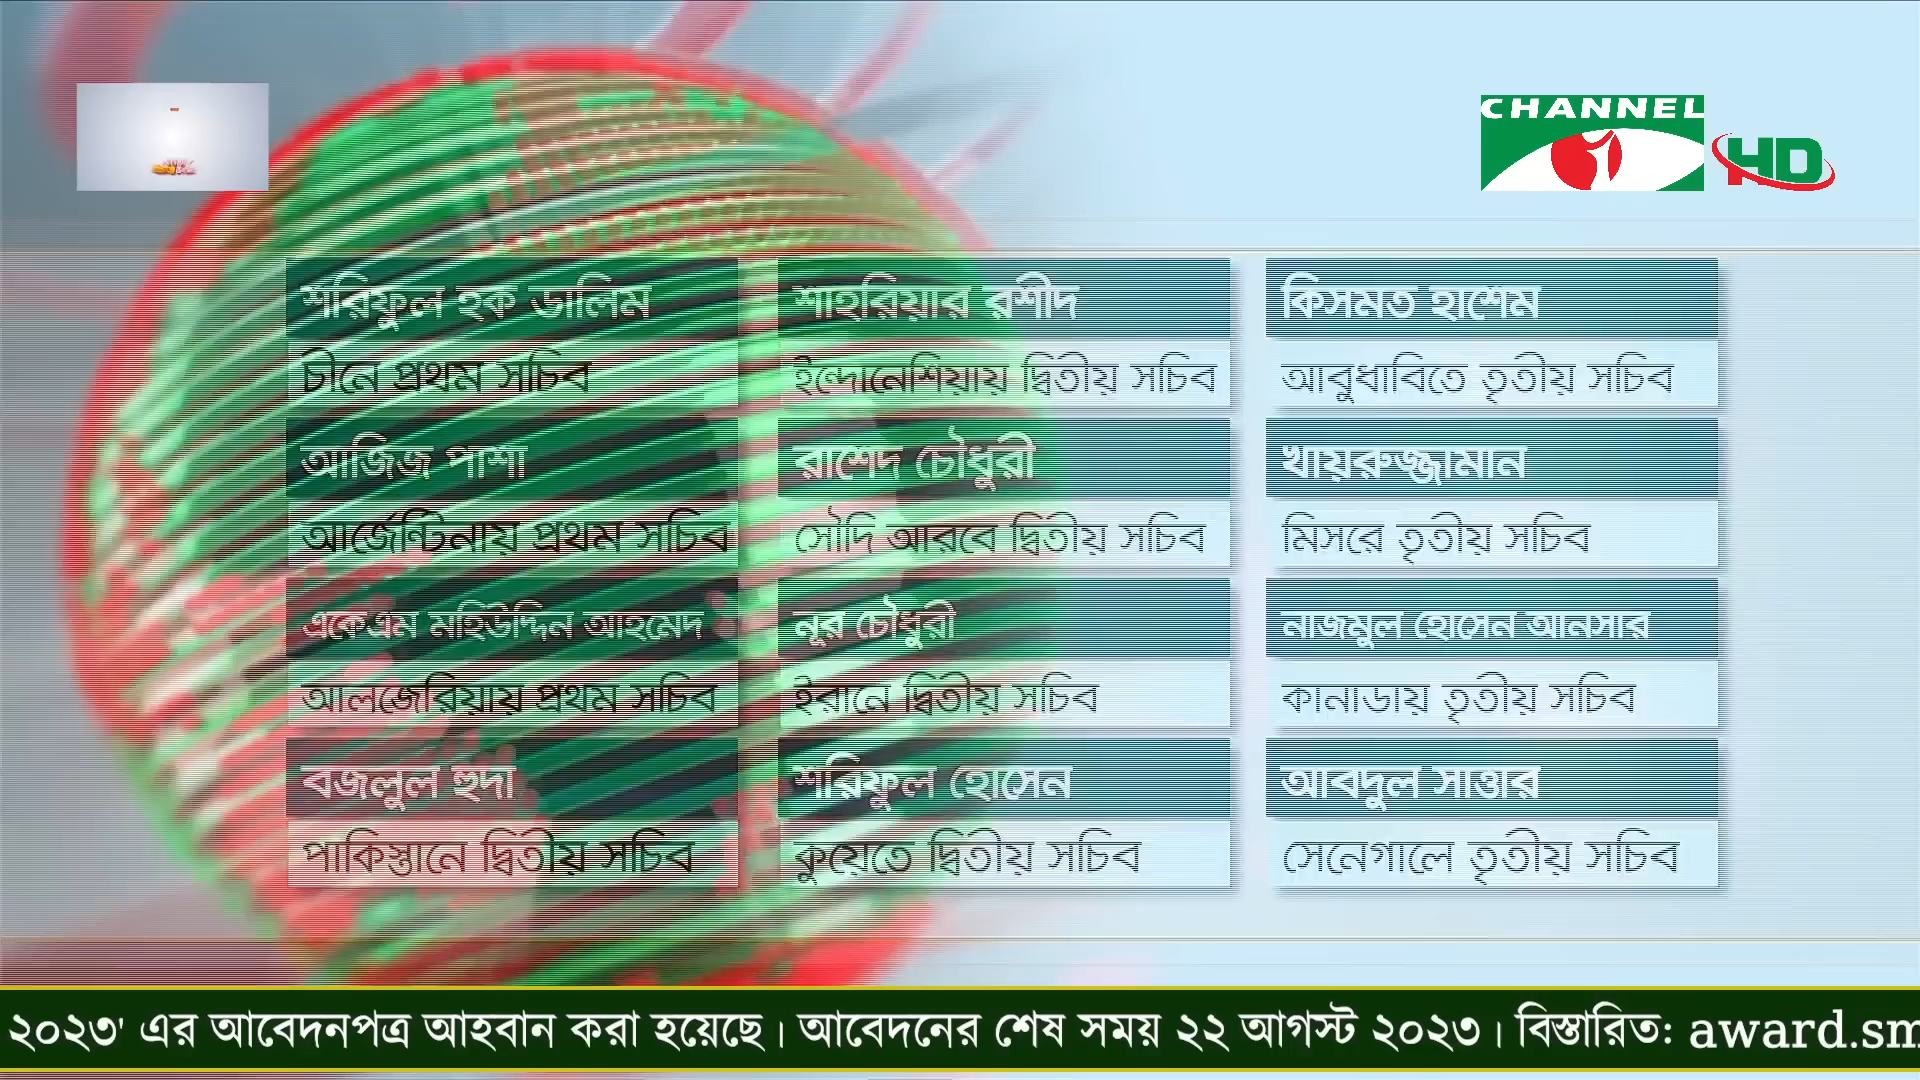 CHANNEL
HD
শরিফুল হক ডালিম
চীনে প্রথম সচিব
আজিজ পাশা
আর্জেন্টিনায় প্রথম সচিব
একেএম মহিউদ্দিন আহমেদ
আলজেরিয়ায় প্রথম সচিব
বজলুল হুদা
পাকিস্তানে দ্বিতীয় সচিব
শাহরিয়ার রশীদ
ইন্দোনেশিয়ায় দ্বিতীয় সচিব
রাশেদ চৌধুরী
সৌদি আরবে দ্বিতীয় সচিব
নূর চৌধুরী
ইরানে দ্বিতীয় সচিব
শরিফুল হোসেন
কুয়েতে দ্বিতীয় সচিব
কিসমত হাশেম
আবুধাবিতে তৃতীয় সচিব
খায়রুজ্জামান
মিসরে তৃতীয় সচিব
নাজমুল হোসেন আনসার
কানাডায় তৃতীয় সচিব
আবদুল সাত্তার
সেনেগালে তৃতীয় সচিব
২০২৩' এর আবেদনপত্র আহবান করা হয়েছে। আবেদনের শেষ সময় ২২ আগস্ট ২০২৩। বিস্তারিত: award.sm